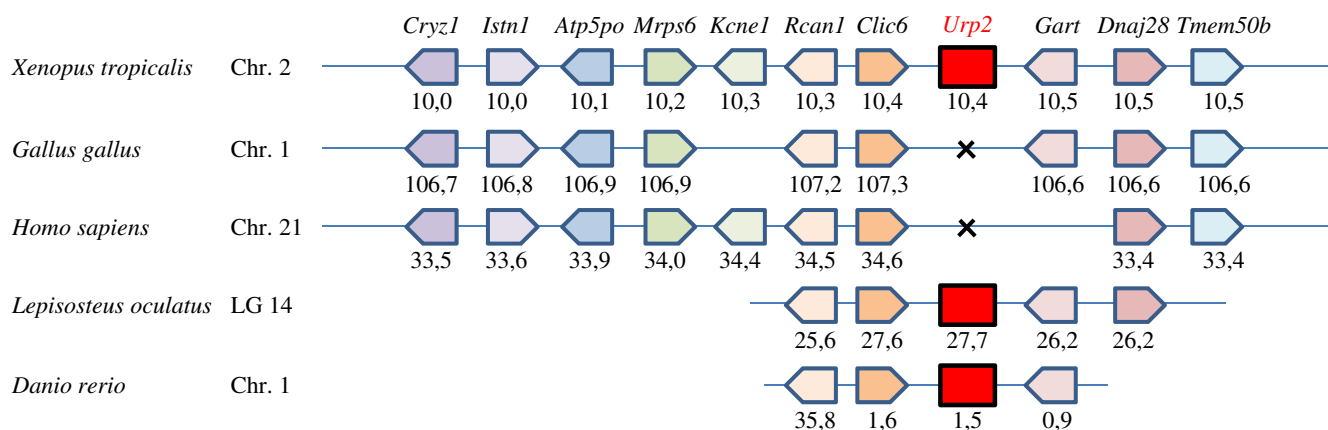 Cryz1 Istn1 Atp5po Mrps6 Kcne1 Rcan1 Clic6 Urp2 Gart Dnaj28 Tmem50b
Xenopus tropicalis Chr. 2
10,0 10,0 10,1 10,2 10,3 10,3 10,4 10,4 10,5 10,5 10,5
Gallus gallus Chr. 1
106,7 106,8 106,9 106,9 107,2 107,3 106,6 106,6 106,6
Homo sapiens Chr. 21
33,5 33,6 33,9 34,0 34,4 34,5 34,6 33,4 33,4
Lepisosteus oculatus LG 14
25,6 27,6 27,7 26,2 26,2
Danio rerio Chr. 1
35,8 1,6 1,5 0,9